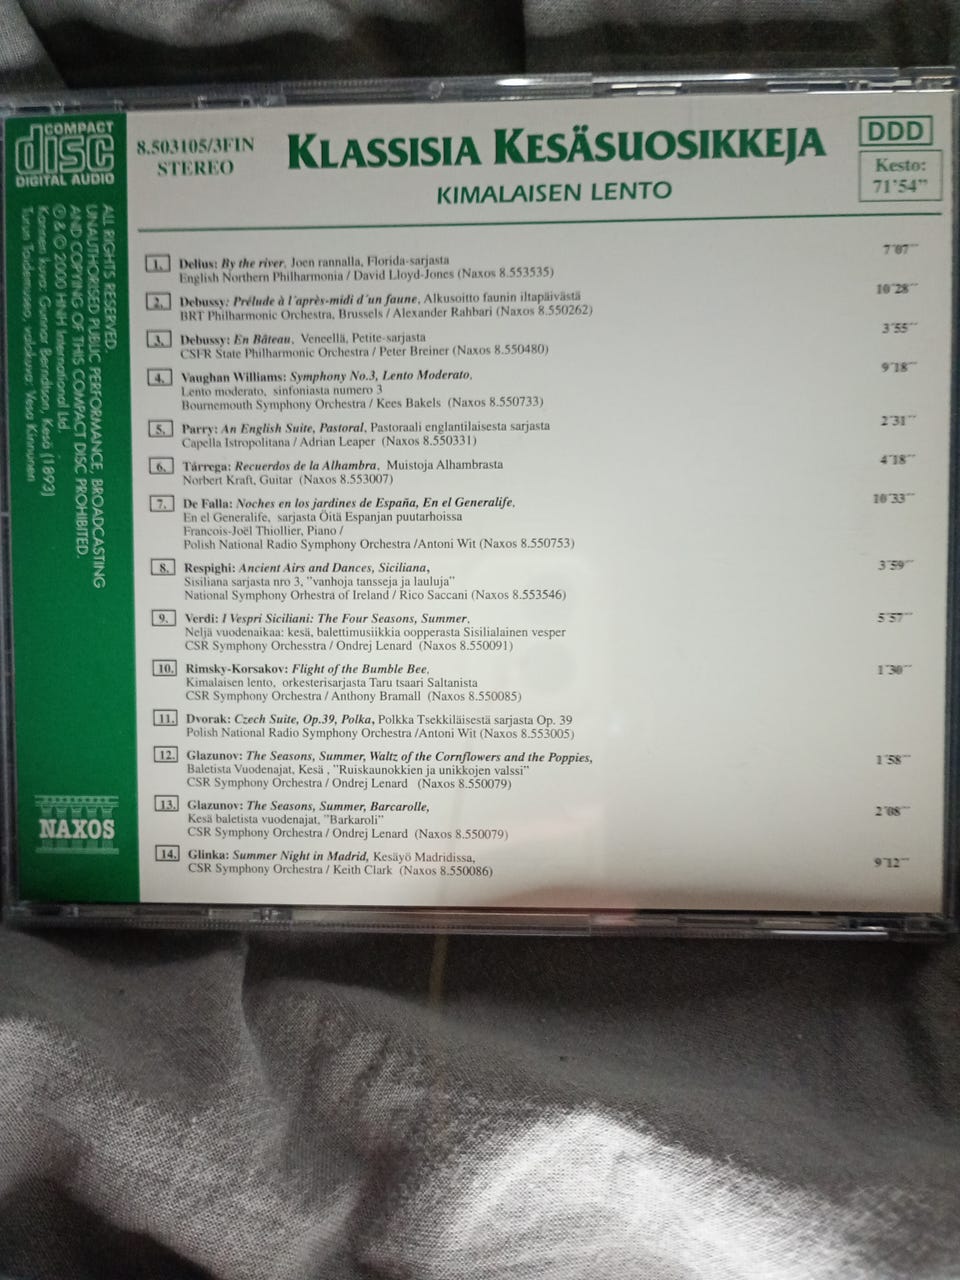 COMPACT
disc
DIGITAL AUDIO
8.503105/3FIN
STEREO
KLASSISIA KESÄSUOSIKKEJA
KIMALAISEN LENTO
DDD
Kesto:
71'54"
1. Delius: By the river, Joen rannalla, Florida-sarjasta 7'07"
English Northern Philharmonia / David Lloyd-Jones (Naxos 8.553535)
2. Debussy: Prélude à l'après-midi d'un faune, Alkusoitto faunin iltapäivästä 10'28"
BRT Philharmonic Orchestra, Brussels / Alexander Rahbari (Naxos 8.550262)
3. Debussy: En Bâteau, Veneellä, Petite-sarjasta 3'55"
CSFR State Philharmonic Orchestra / Peter Breiner (Naxos 8.550480)
4. Vaughan Williams: Symphony No.3, Lento Moderato, 9'18"
Lento moderato, sinfoniasta numero 3
Bournemouth Symphony Orchestra / Kees Bakels (Naxos 8.550733)
5. Parry: An English Suite, Pastoral, Pastoraali englantilaisesta sarjasta 2'31"
Capella Istropolitana / Adrian Leaper (Naxos 8.550331)
6. Tárrega: Recuerdos de la Alhambra, Muistoja Alhambrasta 4'18"
Norbert Kraft, Guitar (Naxos 8.553007)
7. De Falla: Noches en los jardines de España, En el Generalife, 10'33"
En el Generalife, sarjasta Öitä Espanjan puutarhoissa
Francois-Joël Thiollier, Piano /
Polish National Radio Symphony Orchestra /Antoni Wit (Naxos 8.550753)
8. Respighi: Ancient Airs and Dances, Siciliana, 3'59"
Sisiliana sarjasta nro 3, "vanhoja tansseja ja lauluja"
National Symphony Orhestra of Ireland / Rico Saccani (Naxos 8.553546)
9. Verdi: I Vespri Siciliani: The Four Seasons, Summer, 5'57"
Neljä vuodenaikaa: kesä, balettimusiikkia oopperasta Sisilialainen vesper
CSR Symphony Orchesstra / Ondrej Lenard (Naxos 8.550091)
10. Rimsky-Korsakov: Flight of the Bumble Bee, 1'30"
Kimalaisen lento, orkesterisarjasta Taru tsaari Saltanista
CSR Symphony Orchestra / Anthony Bramall (Naxos 8.550085)
11. Dvorak: Czech Suite, Op.39, Polka, Polkka Tsekkiläisestä sarjasta Op. 39
Polish National Radio Symphony Orchestra /Antoni Wit (Naxos 8.553005)
12. Glazunov: The Seasons, Summer, Waltz of the Cornflowers and the Poppies, 1'58"
Baletista Vuodenajat, Kesä , "Ruiskaunokkien ja unikkojen valssi"
CSR Symphony Orchestra / Ondrej Lenard (Naxos 8.550079)
13. Glazunov: The Seasons, Summer, Barcarolle, 2'08"
Kesä baletista vuodenajat, "Barkaroli"
CSR Symphony Orchestra / Ondrej Lenard (Naxos 8.550079)
14. Glinka: Summer Night in Madrid, Kesäyö Madridissa, 9'12"
CSR Symphony Orchestra / Keith Clark (Naxos 8.550086)
ALL RIGHTS RESERVED.
UNAUTHORISED PUBLIC PERFORMANCE, BROADCASTING
AND COPYING OF THIS COMPACT DISC PROHIBITED.
℗ & © 2000 HNH International Ltd.
Kannen kuva: Gunnar Berndtson, Kesä (1893)
Turun Taidemuseo, valokuva: Vesa Kinnunen
NAXOS